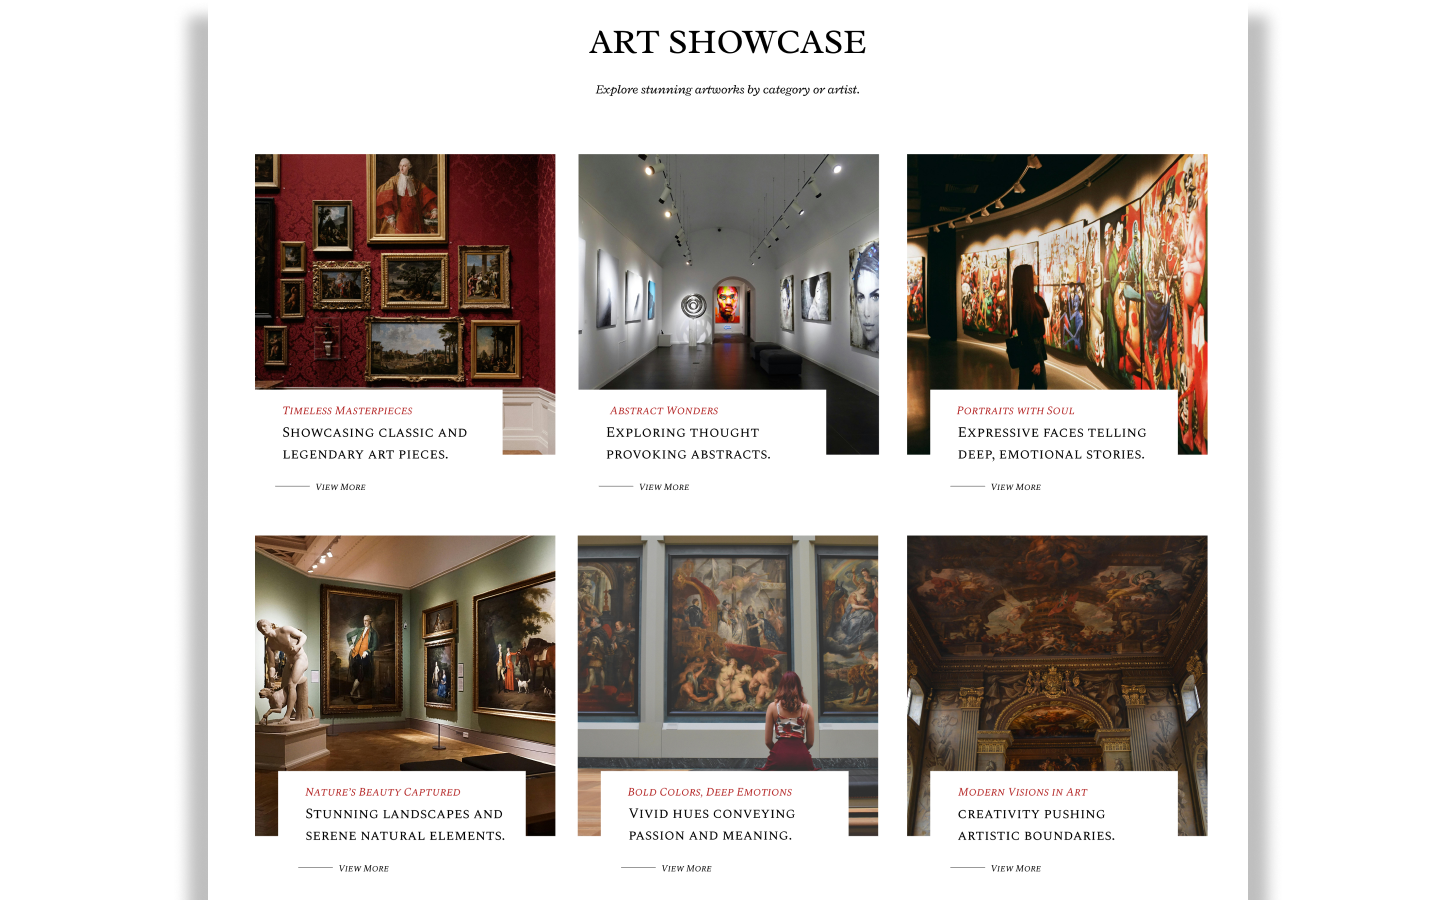 ART SHOWCASE
Explore stunning artworks by category or artist.
Timeless Masterpieces
Showcasing classic and
legendary art pieces.
View More
Abstract Wonders
Exploring thought
provoking abstracts.
View More
Portraits with Soul
Expressive faces telling
deep, emotional stories.
View More
Nature's Beauty Captured
Stunning landscapes and
serene natural elements.
View More
Bold Colors, Deep Emotions
Vivid hues conveying
passion and meaning.
View More
Modern Visions in Art
creativity pushing
artistic boundaries.
View More